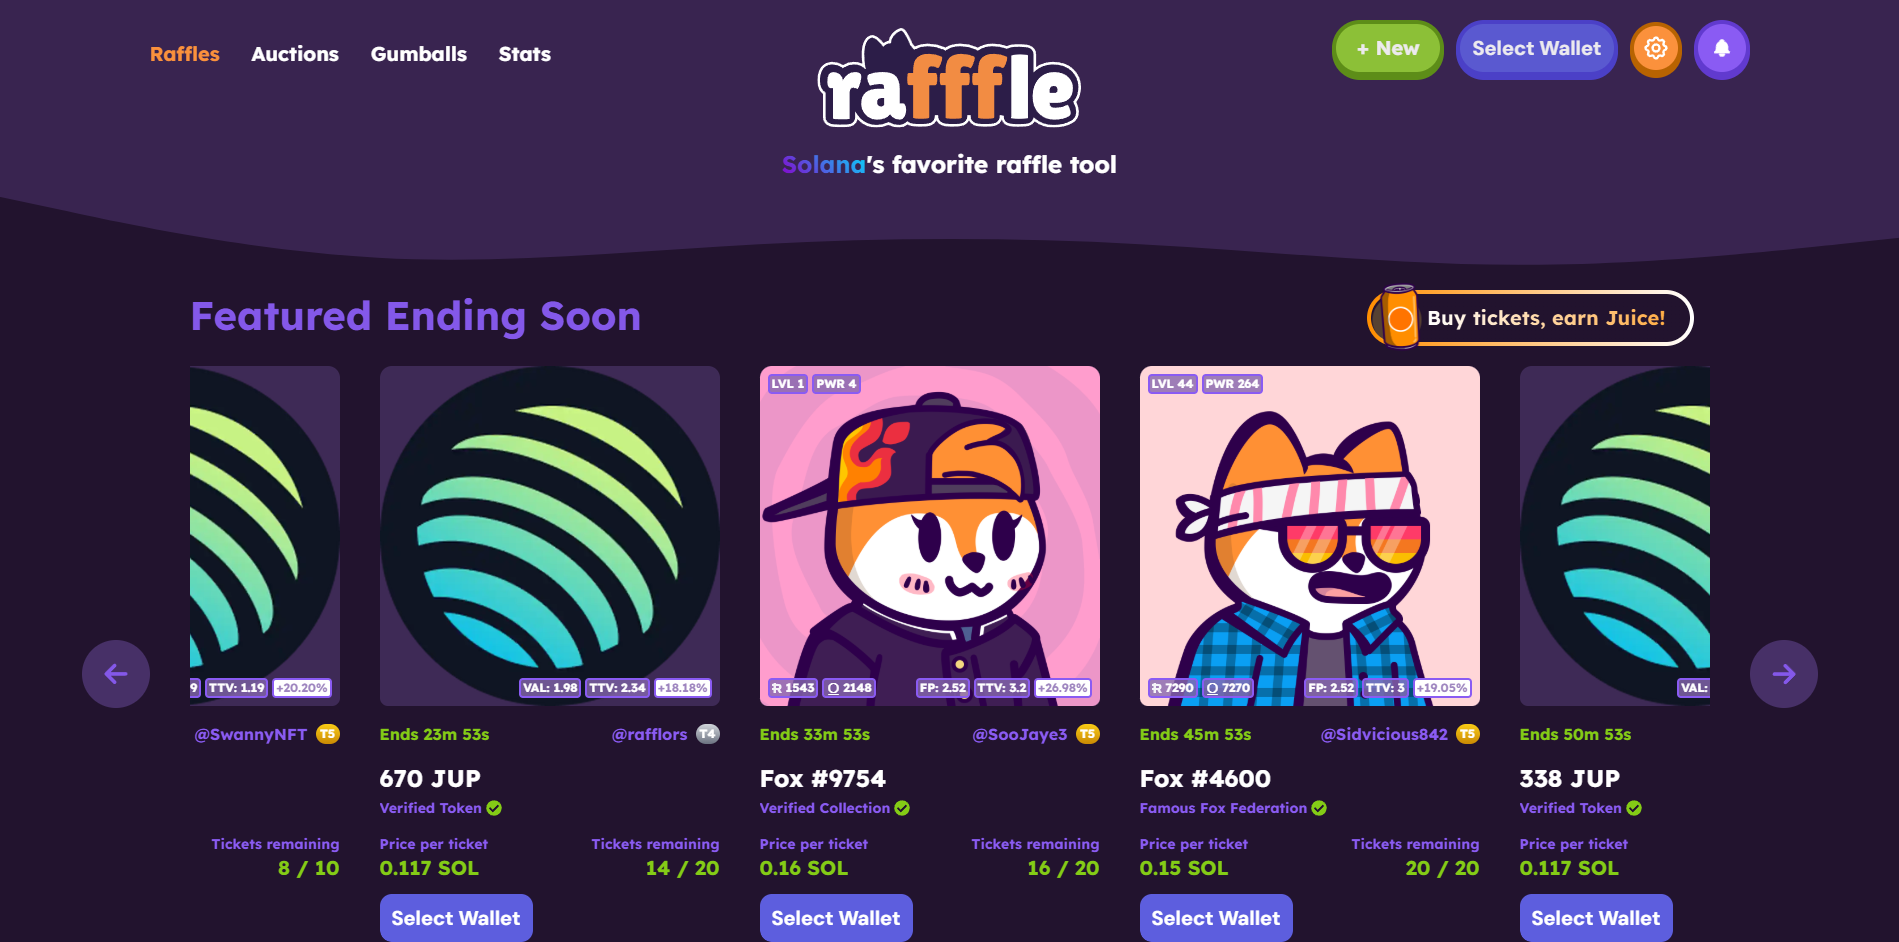 Raffles
Auctions
Gumballs
Stats
rafffle
+ New
Select Wallet
Solana's favorite raffle tool
Featured Ending Soon
Buy tickets, earn Juice!
TTV: 1.19
+20.20%
@SwannyNFT T5
Tickets remaining
8 / 10
VAL: 1.98
TTV: 2.34
+18.18%
Ends 23m 53s
@rafflors T4
670 JUP
Verified Token
Price per ticket
Tickets remaining
0.117 SOL
14 / 20
Select Wallet
LVL 1
PWR 4
1543
2148
FP: 2.52
TTV: 3.2
+26.98%
Ends 33m 53s
@SooJaye3 T5
Fox #9754
Verified Collection
Price per ticket
Tickets remaining
0.16 SOL
16 / 20
Select Wallet
LVL 44
PWR 264
7290
7270
FP: 2.52
TTV: 3
+19.05%
Ends 45m 53s
@Sidvicious842 T5
Fox #4600
Famous Fox Federation
Price per ticket
Tickets remaining
0.15 SOL
20 / 20
Select Wallet
VAL:
Ends 50m 53s
338 JUP
Verified Token
Price per ticket
0.117 SOL
Select Wallet